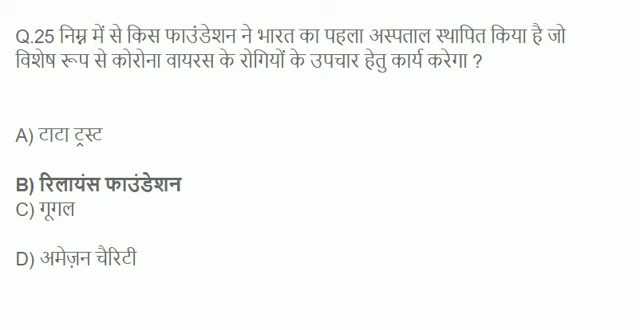 Q.25 निम्न में से किस फाउंडेशन ने भारत का पहला अस्पताल स्थापित किया है जो
विशेष रूप से कोरोना वायरस के रोगियों के उपचार हेतु कार्य करेगा ?
A) टाटा ट्रस्ट
B) रिलायंस फाउंडेशन
C) गूगल
D) अमेज़न चैरिटी